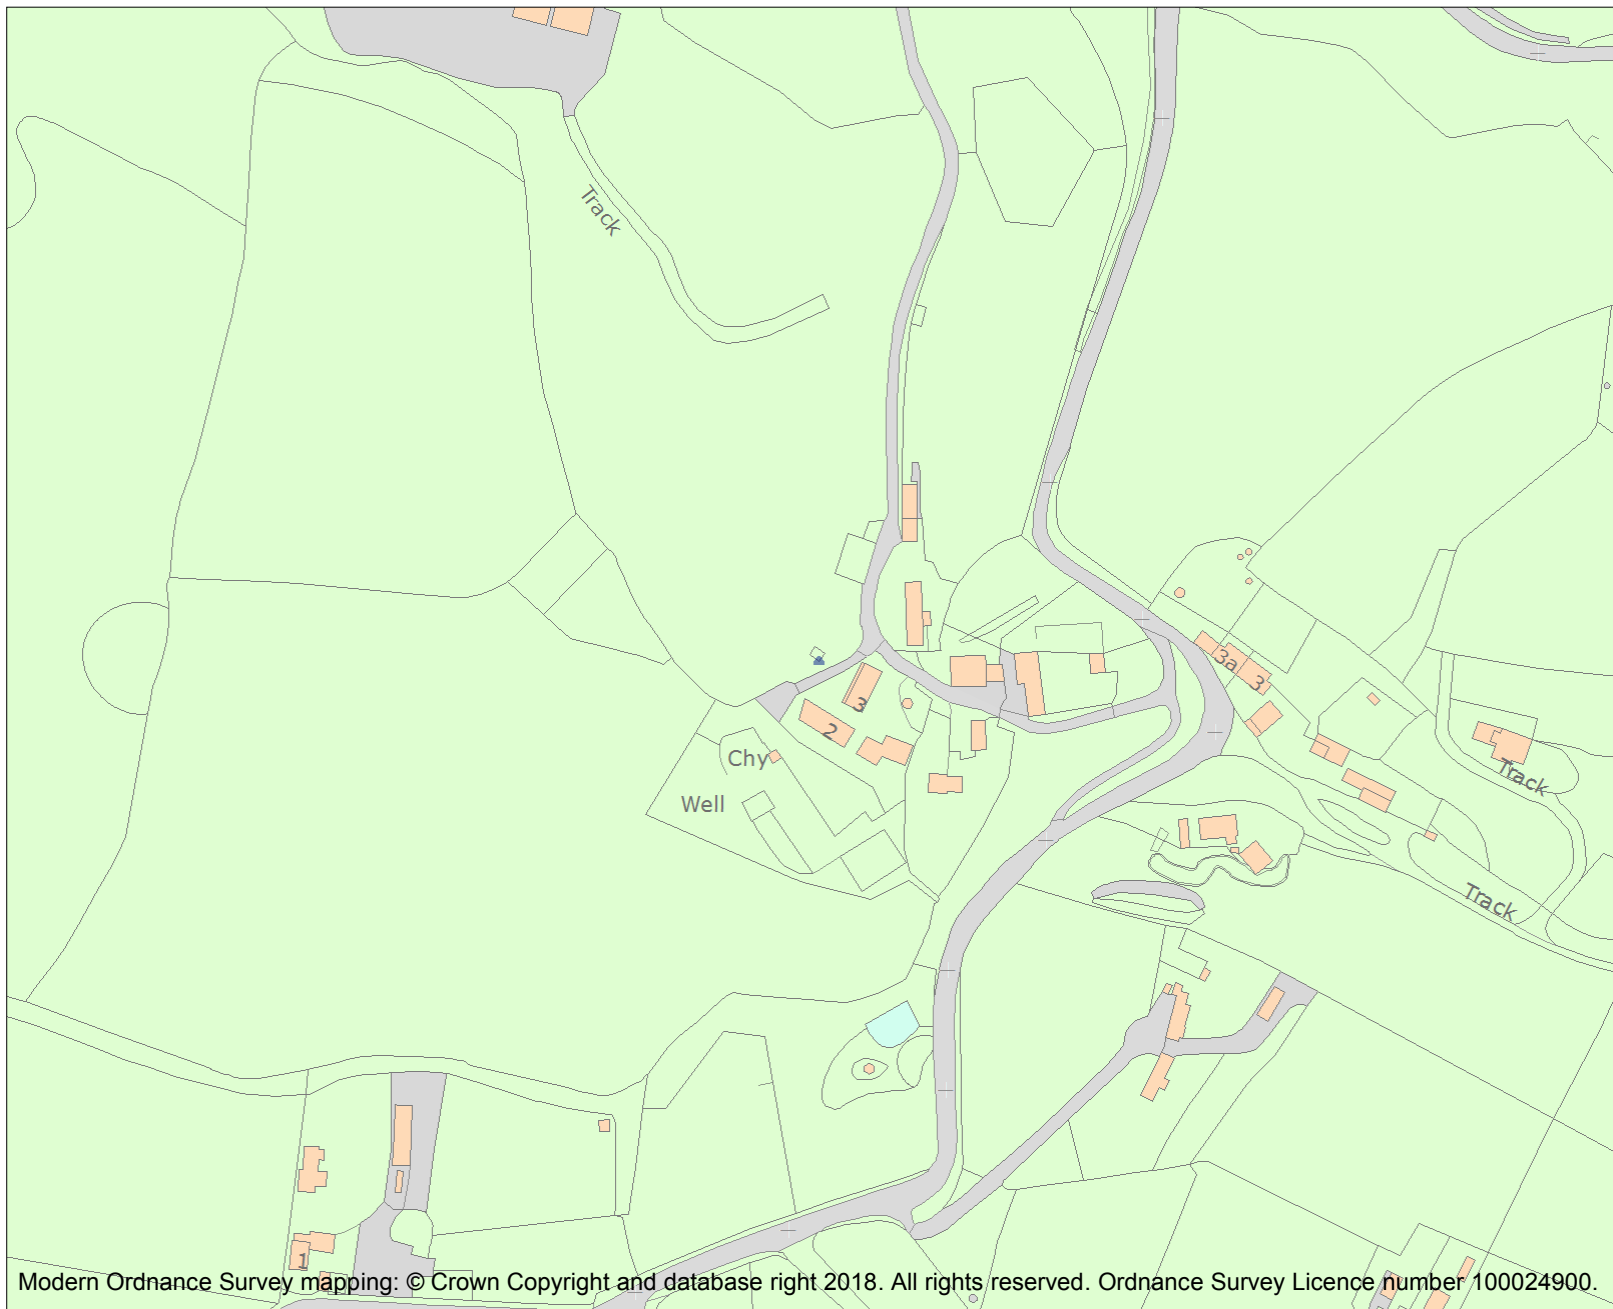 Track
3a
3
3
2
Chy
Track
Well
Track
1
Modern Ordnance Survey mapping: © Crown Copyright and database right 2018. All rights reserved. Ordnance Survey Licence number 100024900.